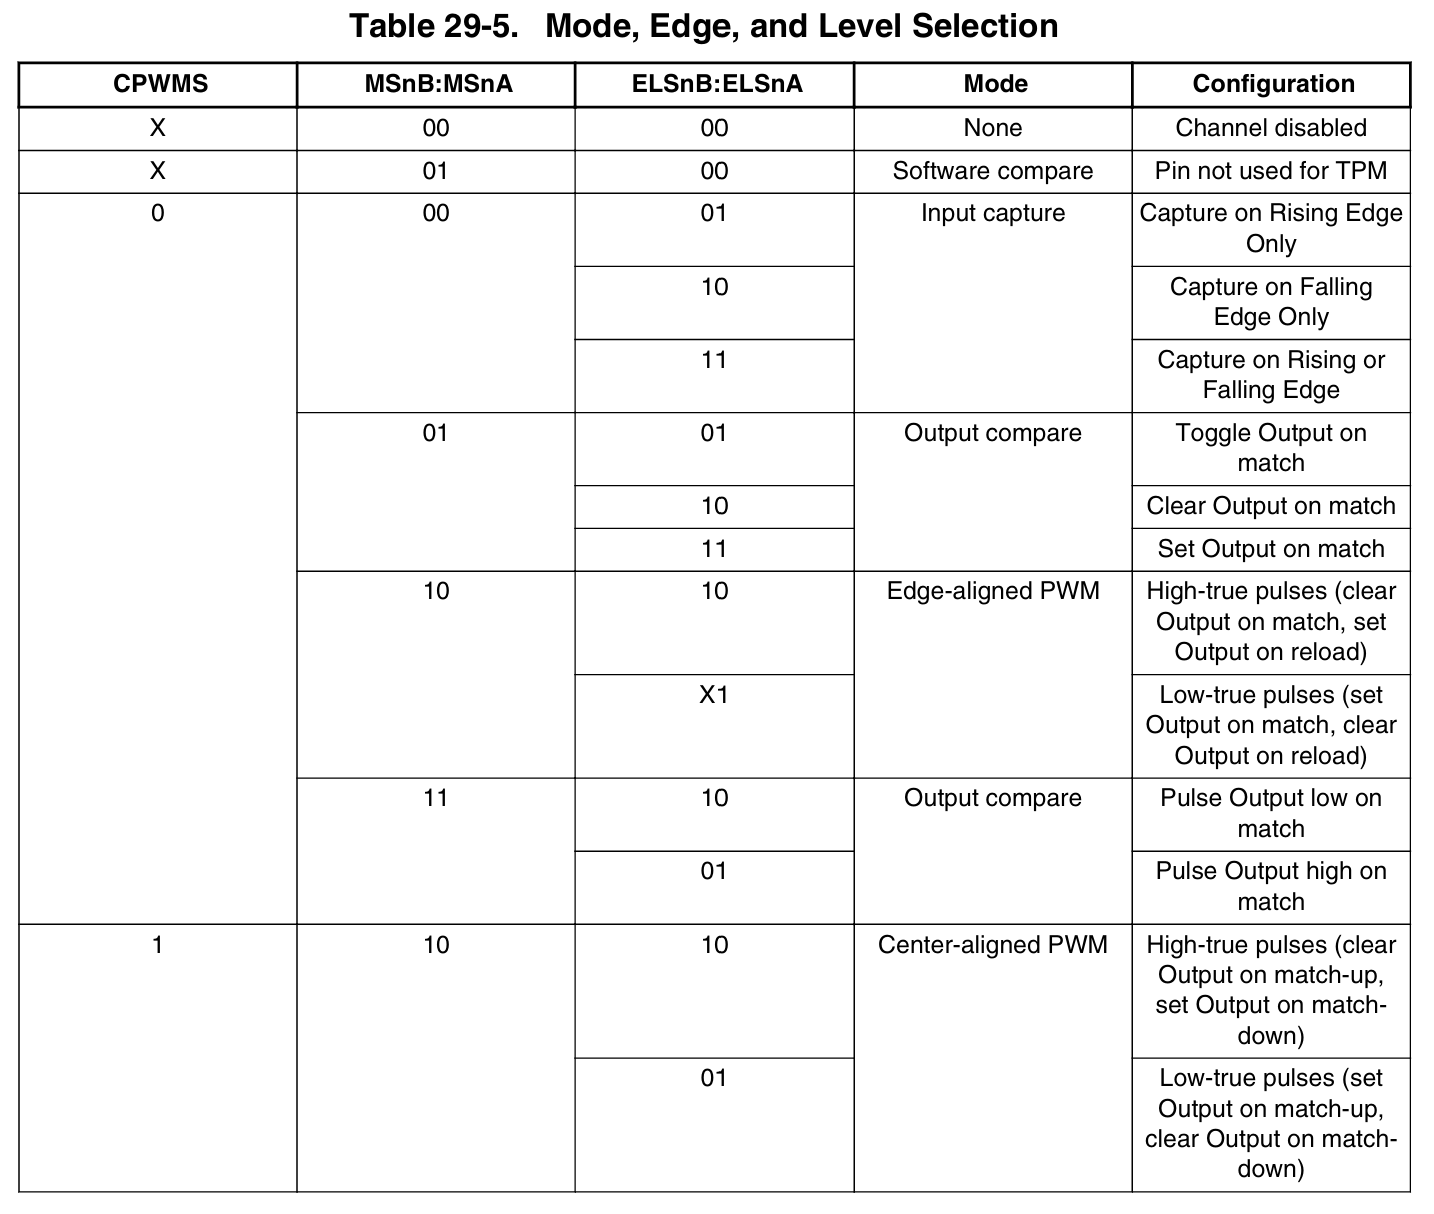 Table 29-5. Mode, Edge, and Level Selection
CPWMS MSnB:MSnA ELSnB:ELSnA Mode Configuration
X 00 00 None Channel disabled
X 01 00 Software compare Pin not used for TPM
0 00 01 Input capture Capture on Rising Edge
Only
10 Capture on Falling
Edge Only
11 Capture on Rising or
Falling Edge
01 01 Output compare Toggle Output on
match
10 Clear Output on match
11 Set Output on match
10 10 Edge-aligned PWM High-true pulses (clear
Output on match, set
Output on reload)
X1 Low-true pulses (set
Output on match, clear
Output on reload)
11 10 Output compare Pulse Output low on
match
01 Pulse Output high on
match
1 10 10 Center-aligned PWM High-true pulses (clear
Output on match-up,
set Output on match-
down)
01 Low-true pulses (set
Output on match-up,
clear Output on match-
down)